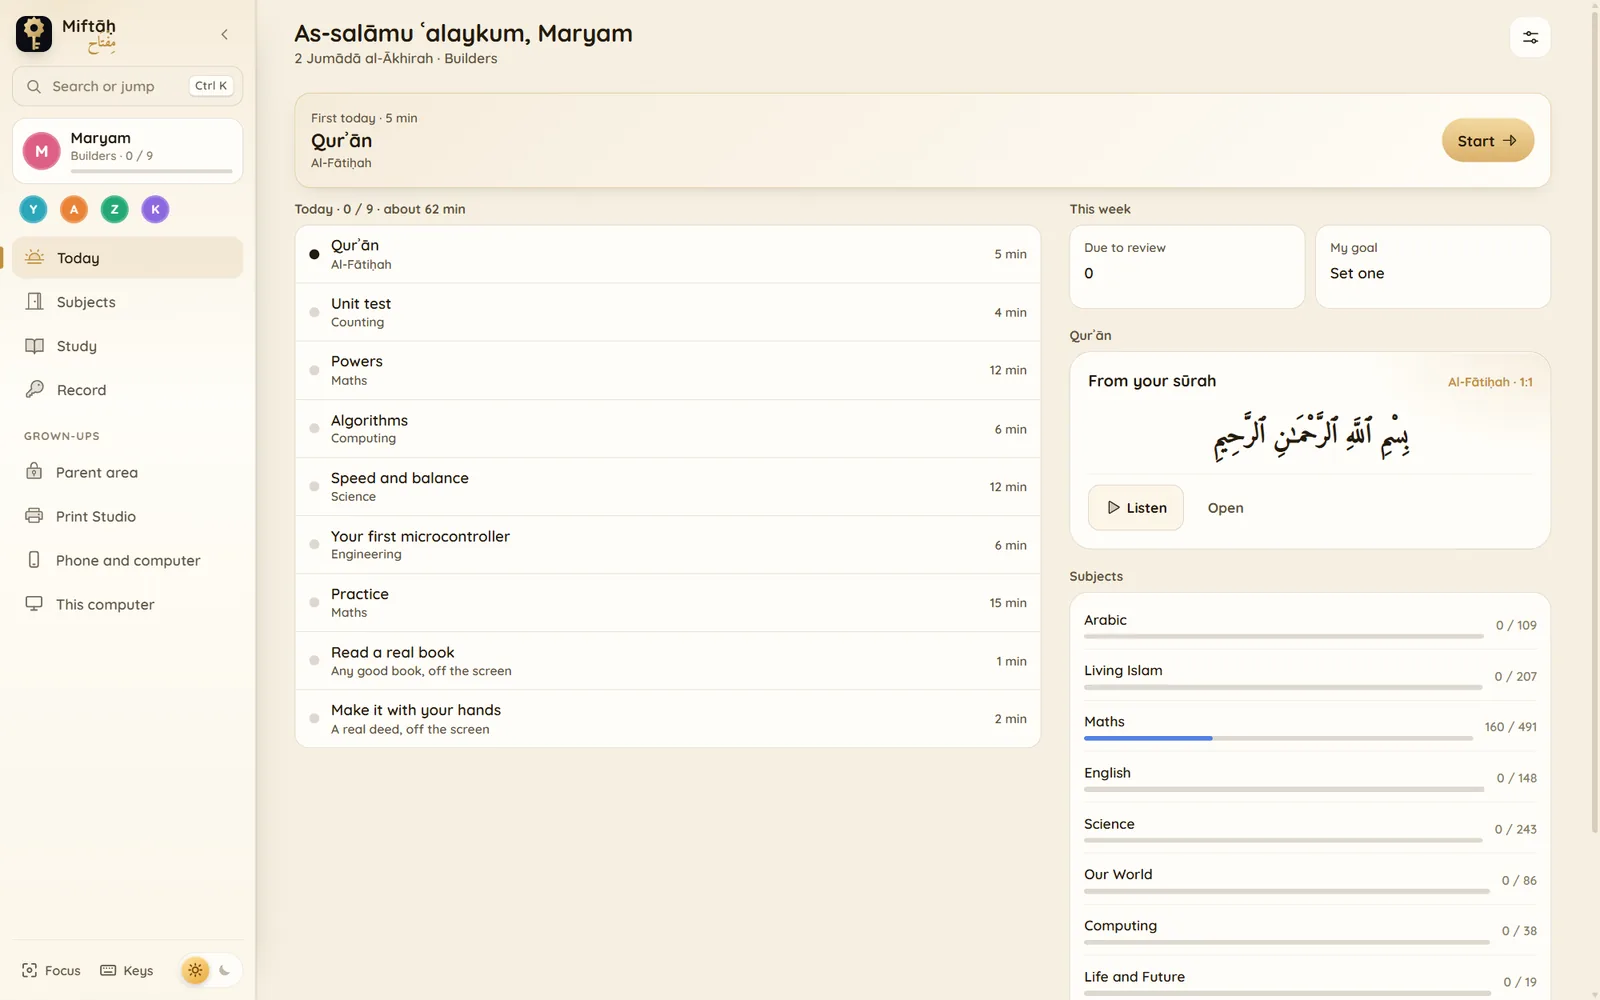 Miftāḥ
مِفتاح
Search or jump
Ctrl K
M
Maryam
Builders · 0 / 9
Y
A
Z
K
Today
Subjects
Study
Record
GROWN-UPS
Parent area
Print Studio
Phone and computer
This computer
Focus
Keys
As-salāmu ʿalaykum, Maryam
2 Jumādā al-Ākhirah · Builders
First today · 5 min
Qurʾān
Al-Fātiḥah
Start
Today · 0 / 9 · about 62 min
Qurʾān
Al-Fātiḥah
5 min
Unit test
Counting
4 min
Powers
Maths
12 min
Algorithms
Computing
6 min
Speed and balance
Science
12 min
Your first microcontroller
Engineering
6 min
Practice
Maths
15 min
Read a real book
Any good book, off the screen
1 min
Make it with your hands
A real deed, off the screen
2 min
This week
Due to review
0
My goal
Set one
Qurʾān
From your sūrah
Al-Fātiḥah · 1:1
بِسْمِ ٱللَّهِ ٱلرَّحْمَـٰنِ ٱلرَّحِيمِ
Listen
Open
Subjects
Arabic
0 / 109
Living Islam
0 / 207
Maths
160 / 491
English
0 / 148
Science
0 / 243
Our World
0 / 86
Computing
0 / 38
Life and Future
0 / 19